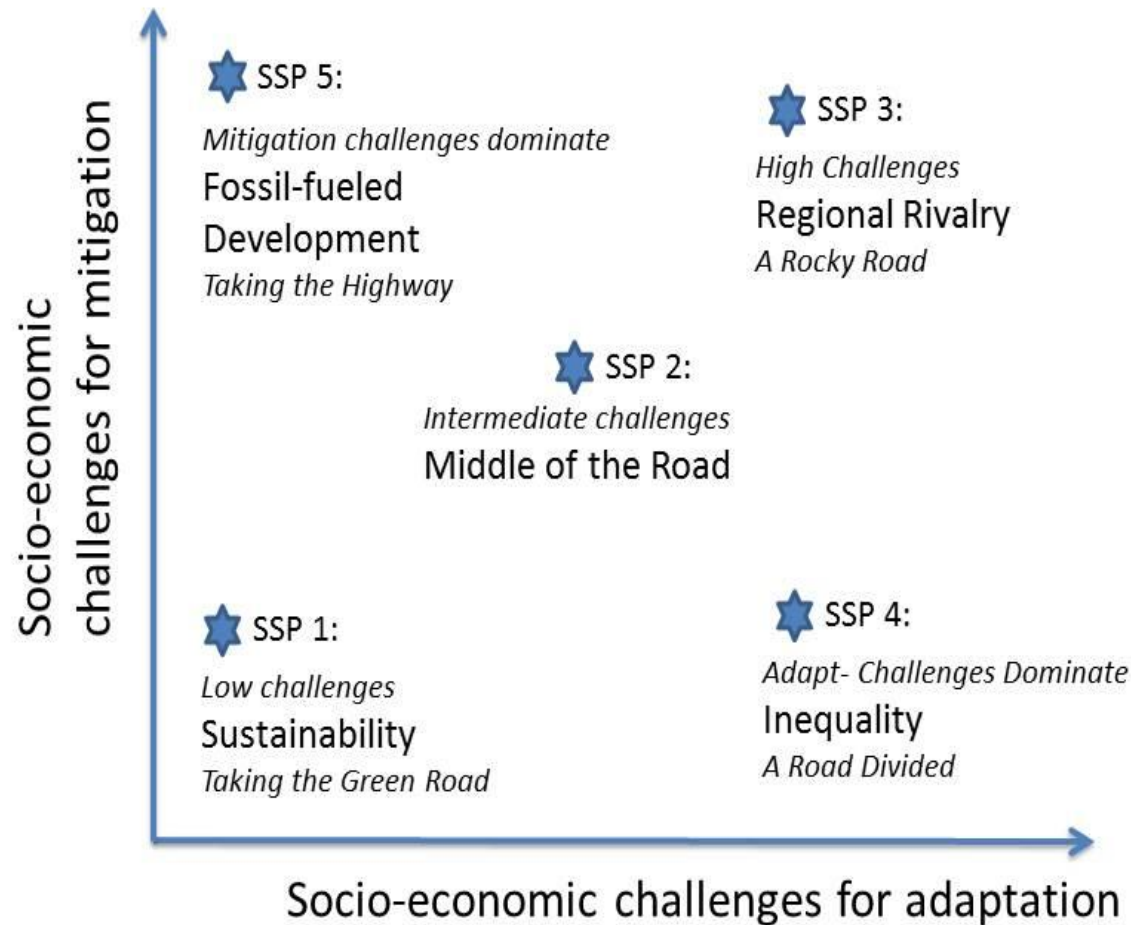 Socio-economic
challenges for mitigation
SSP 5:
Mitigation challenges dominate
Fossil-fueled
Development
Taking the Highway
SSP 3:
High Challenges
Regional Rivalry
A Rocky Road
SSP 2:
Intermediate challenges
Middle of the Road
SSP 1:
Low challenges
Sustainability
Taking the Green Road
SSP 4:
Adapt- Challenges Dominate
Inequality
A Road Divided
Socio-economic challenges for adaptation